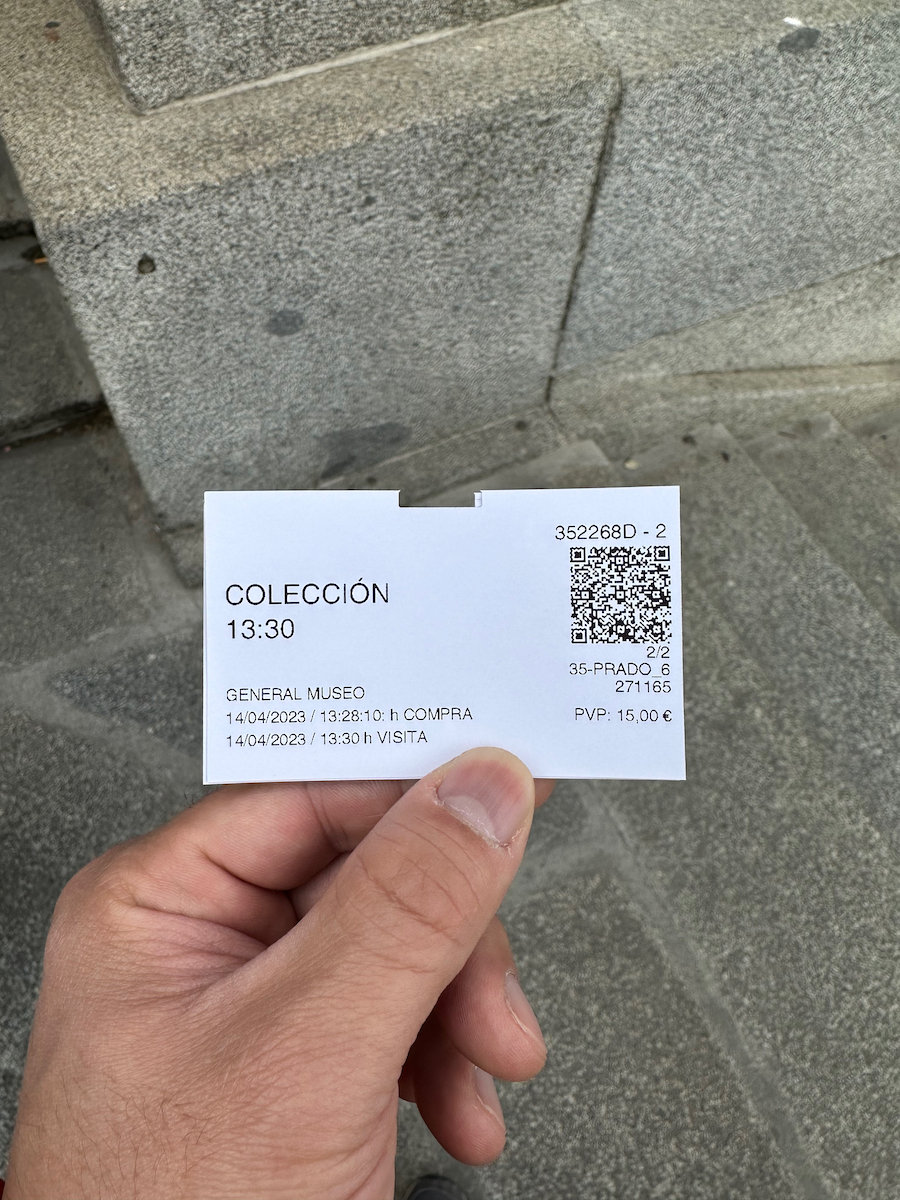 352268D - 2
COLECCIÓN
13:30
2/2
35-PRADO_6
271165
GENERAL MUSEO
14/04/2023 / 13:28:10: h COMPRA
PVP: 15,00 €
14/04/2023 / 13:30 h VISITA